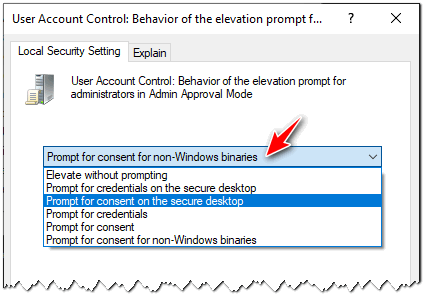 User Account Control: Behavior of the elevation prompt f...
Local Security Setting
Explain
User Account Control: Behavior of the elevation prompt for
administrators in Admin Approval Mode
Prompt for consent for non-Windows binaries
Elevate without prompting
Prompt for credentials on the secure desktop
Prompt for consent on the secure desktop
Prompt for credentials
Prompt for consent
Prompt for consent for non-Windows binaries